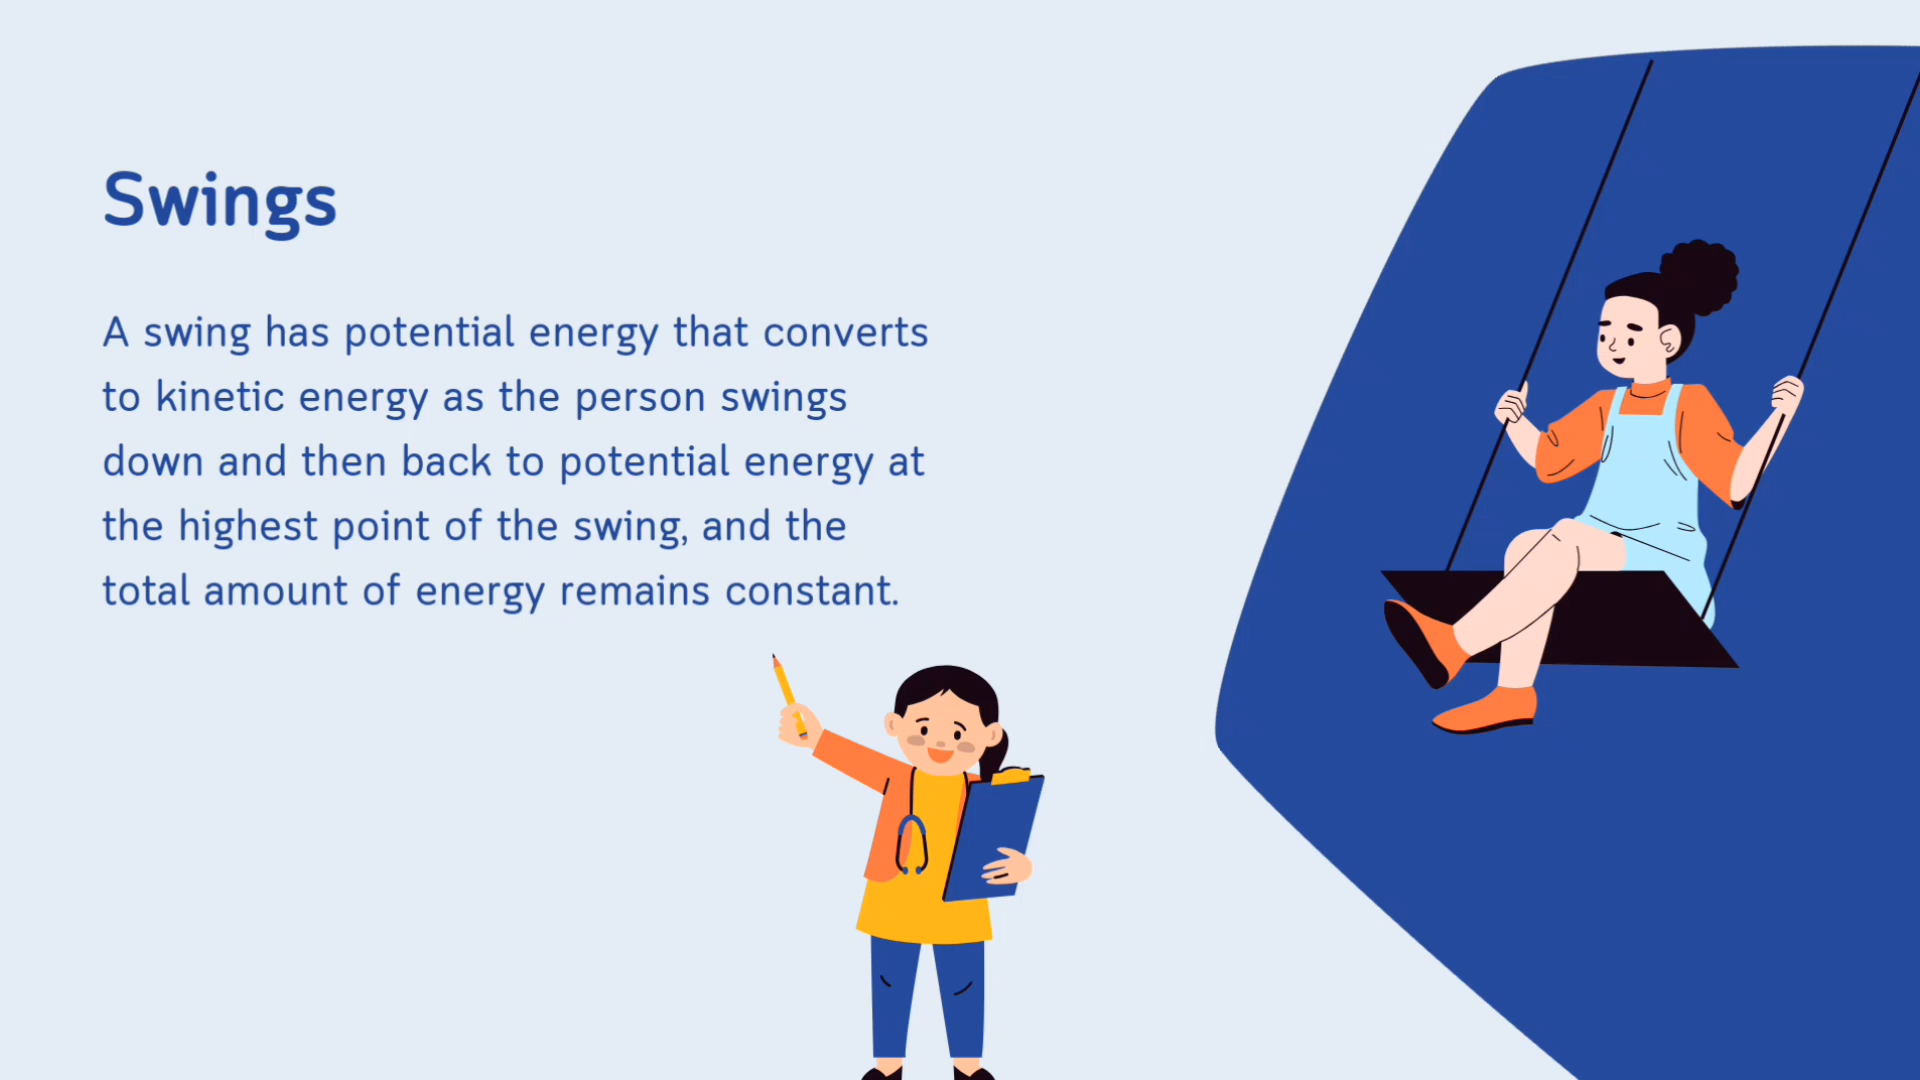 Swings
A swing has potential energy that converts
to kinetic energy as the person swings
down and then back to potential energy at
the highest point of the swing, and the
total amount of energy remains constant.